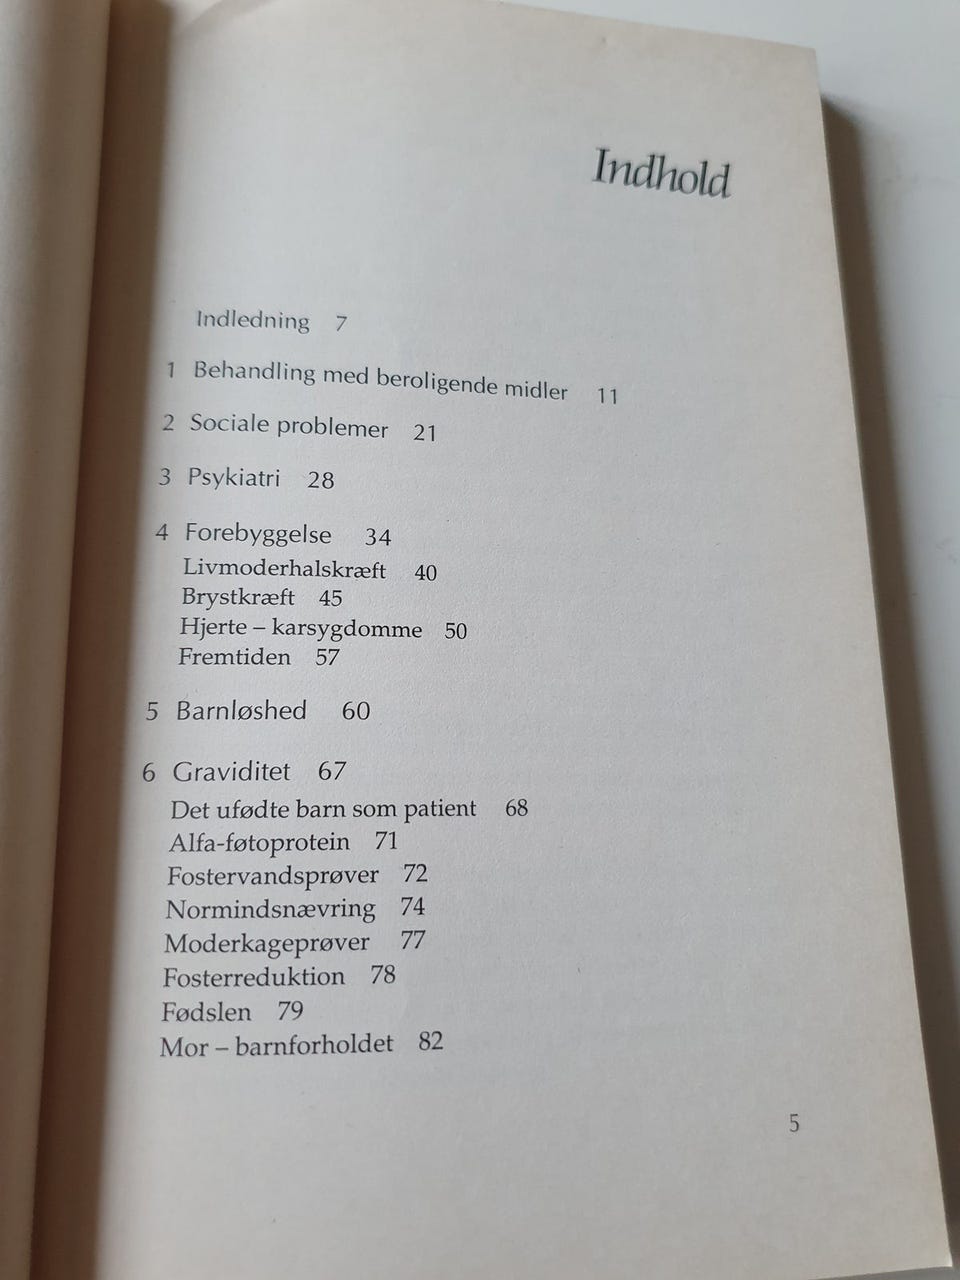 Indhold
Indledning 7
1 Behandling med beroligende midler 11
2 Sociale problemer 21
3 Psykiatri 28
4 Forebyggelse 34
Livmoderhalskræft 40
Brystkræft 45
Hjerte – karsygdomme 50
Fremtiden 57
5 Barnløshed 60
6 Graviditet 67
Det ufødte barn som patient 68
Alfa-føtoprotein 71
Fostervandsprøver 72
Normindsnævring 74
Moderkageprøver 77
Fosterreduktion 78
Fødslen 79
Mor – barnforholdet 82
5